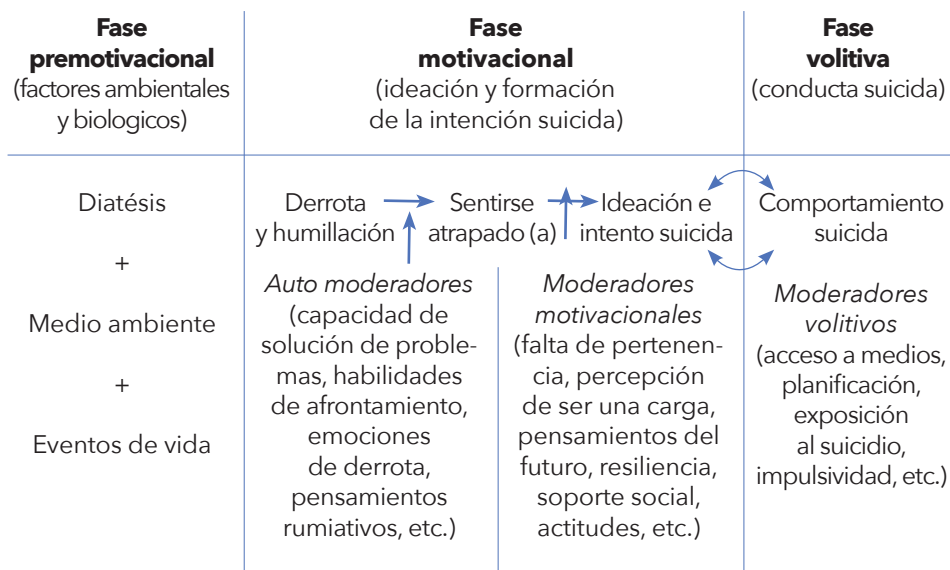 Fase
premotivacional
(factores ambientales
y biologicos)
Fase
motivacional
(ideación y formación
de la intención suicida)
Fase
volitiva
(conducta suicida)
Diatésis
+
Medio ambiente
+
Eventos de vida
Derrota
y humillación
Sentirse
atrapado (a)
Ideación e
intento suicida
Auto moderadores
(capacidad de
solución de proble-
mas, habilidades
de afrontamiento,
emociones
de derrota,
pensamientos
rumiativos, etc.)
Moderadores
motivacionales
(falta de pertenen-
cia, percepción
de ser una carga,
pensamientos del
futuro, resiliencia,
soporte social,
actitudes, etc.)
Comportamiento
suicida
Moderadores
volitivos
(acceso a medios,
planificación,
exposición
al suicidio,
impulsividad, etc.)